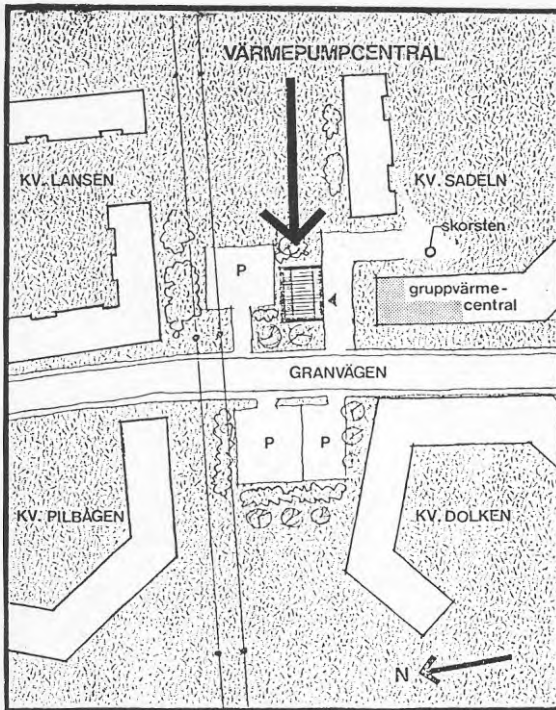 VÄRMEPUMPCENTRAL
KV. LANSEN
KV. SADELN
skorsten
P
gruppvärme-
central
GRANVÄGEN
P
P
KV. PILBÅGEN
KV. DOLKEN
N